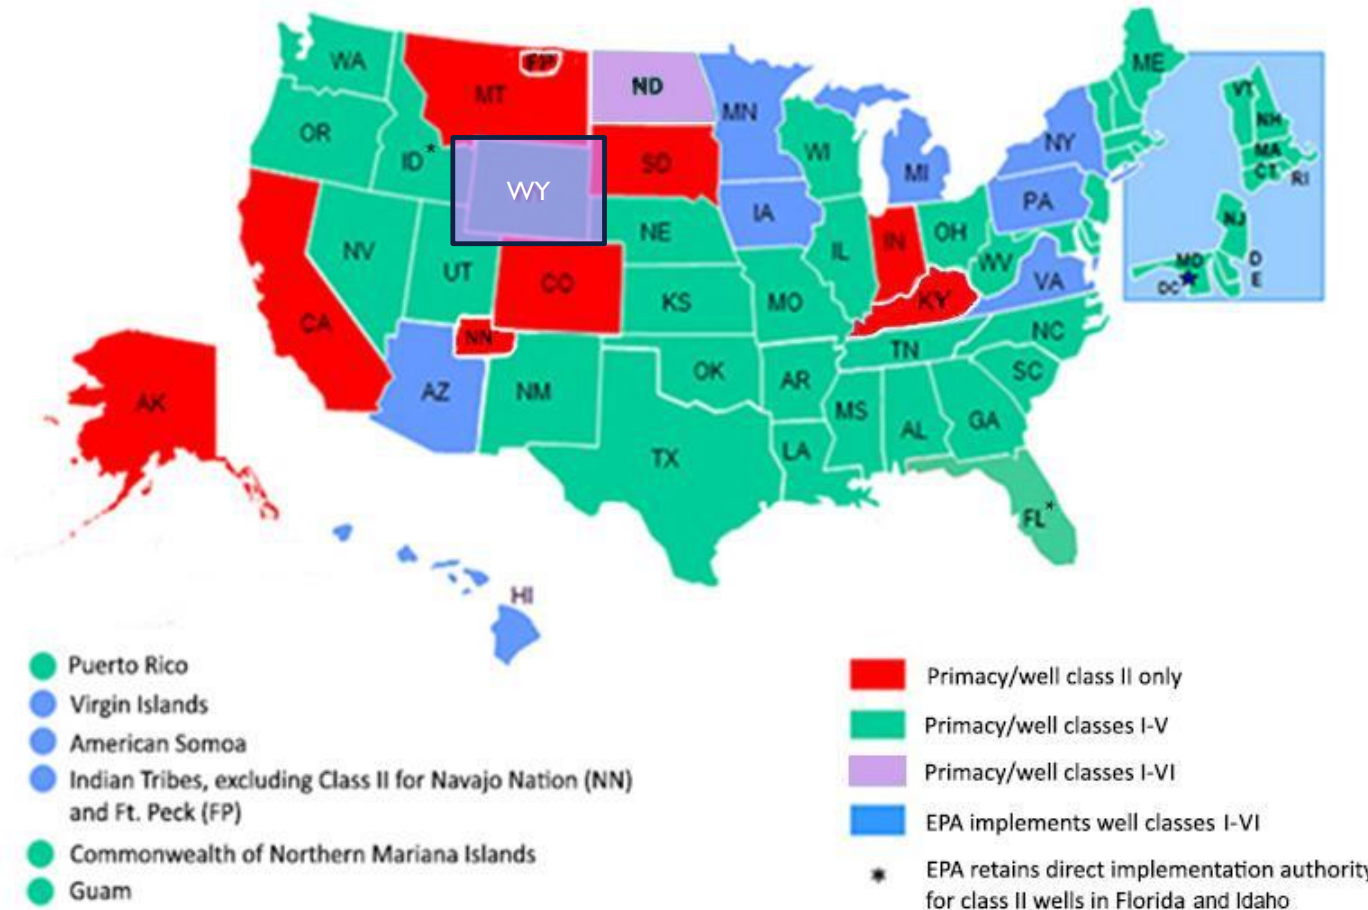 ME
WA
FP
MT
ND
VT
MN
NH
OR
NY
WI
MA
ID*
SD
CT
MI
RI
WY
PA
IA
NJ
NE
OH
IN
NV
IL
WV
MD
D
E
UT
VA
DC
CO
KS
MO
KY
CA
NN
NC
TN
OK
SC
AR
AZ
NM
AK
MS
GA
AL
LA
TX
FL*
HI
Puerto Rico
Virgin Islands
American Somoa
Indian Tribes, excluding Class II for Navajo Nation (NN)
and Ft. Peck (FP)
Commonwealth of Northern Mariana Islands
Guam
Primacy/well class II only
Primacy/well classes I-V
Primacy/well classes I-VI
EPA implements well classes I-VI
* EPA retains direct implementation authority
for class II wells in Florida and Idaho